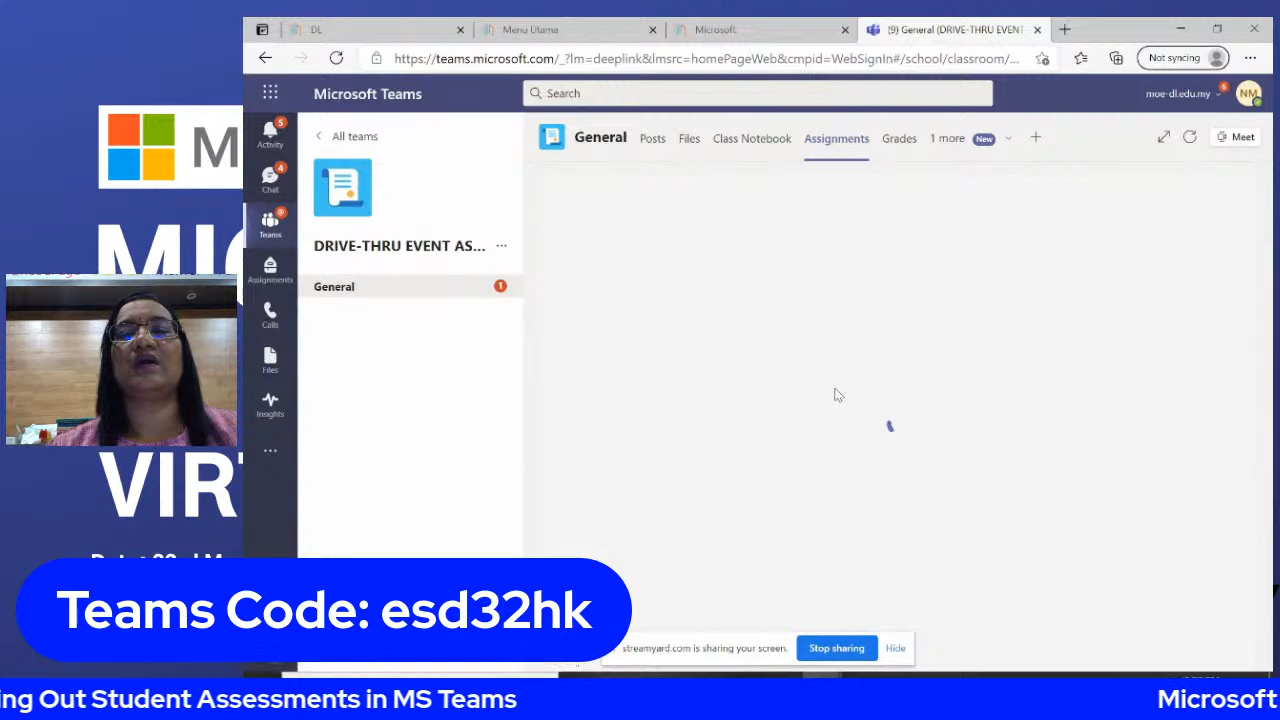 DL
Menu Utama
Microsoft
(9) General (DRIVE-THRU EVENT
https://teams.microsoft.com/_?lm=deeplink&lmsrc=homePageWeb&cmpid=WebSignIn#/school/classroom/...
Not syncing
Microsoft Teams
Search
moe-dl.edu.my
6
NM
Activity
5
Chat
4
Teams
@
Assignments
Calls
Files
Insights
All teams
DRIVE-THRU EVENT AS...
General
1
General
Posts
Files
Class Notebook
Assignments
Grades
1 more
New
Meet
M
VIRT
Teams Code: esd32hk
streamyard.com is sharing your screen.
Stop sharing
Hide
ing Out Student Assessments in MS Teams
Microsoft